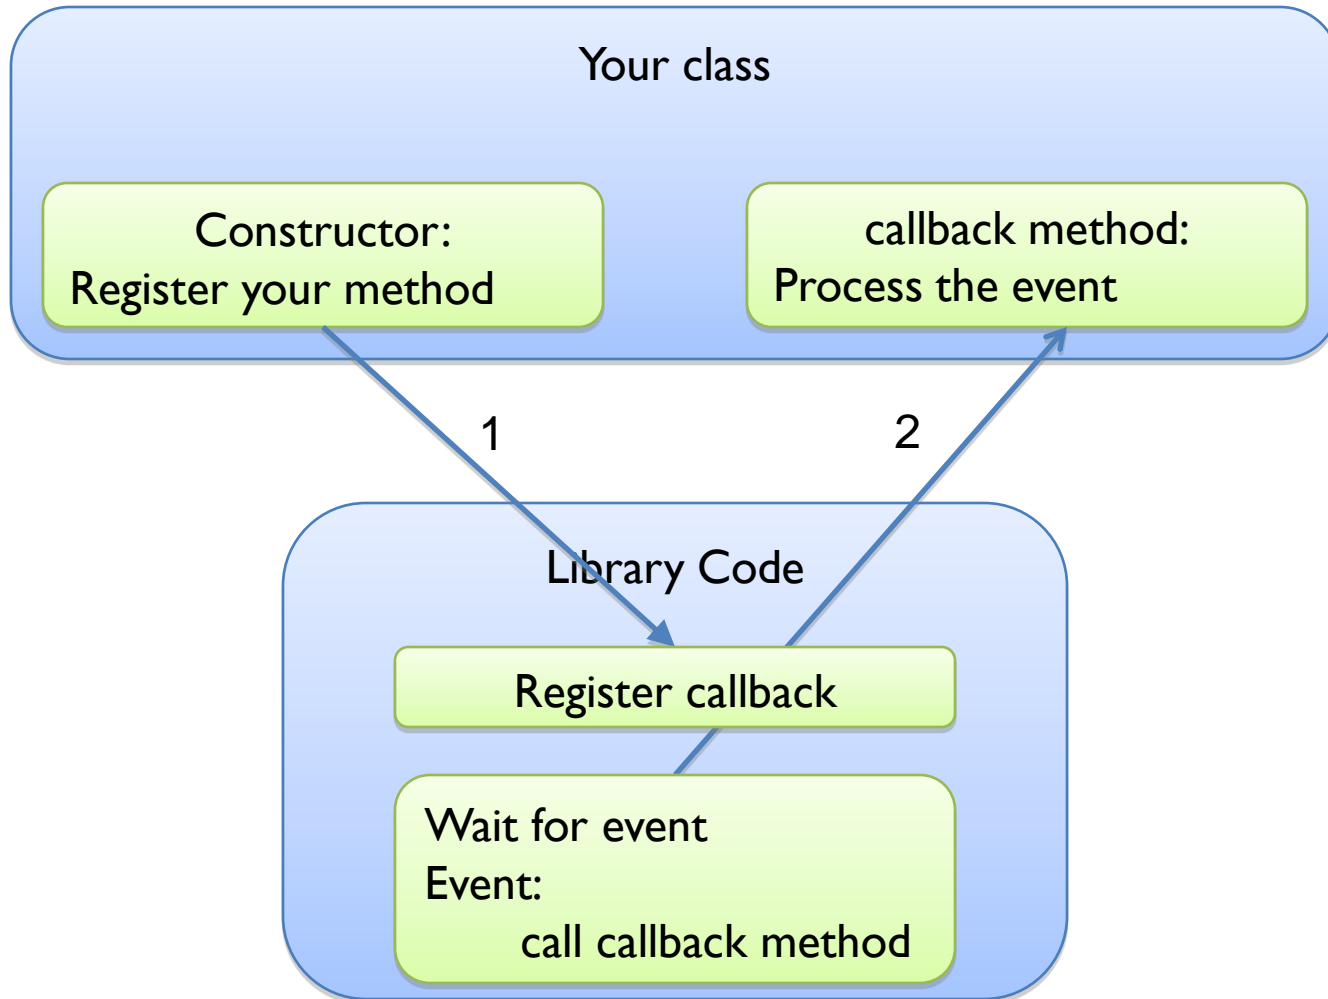 Your class
Constructor:
Register your method
callback method:
Process the event
1
2
Library Code
Register callback
Wait for event
Event:
call callback method